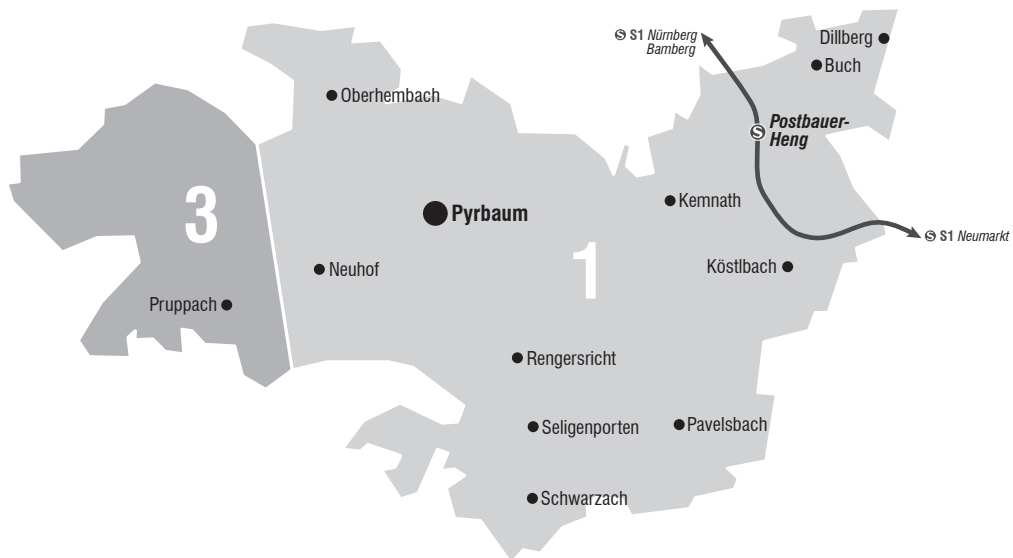 Dillberg
S1 Nürnberg
Bamberg
Buch
Oberhembach
S Postbauer-
Heng
3
Kemnath
Pyrbaum
S1 Neumarkt
1
Neuhof
Köstlbach
Pruppach
Rengersricht
Seligenporten
Pavelsbach
Schwarzach